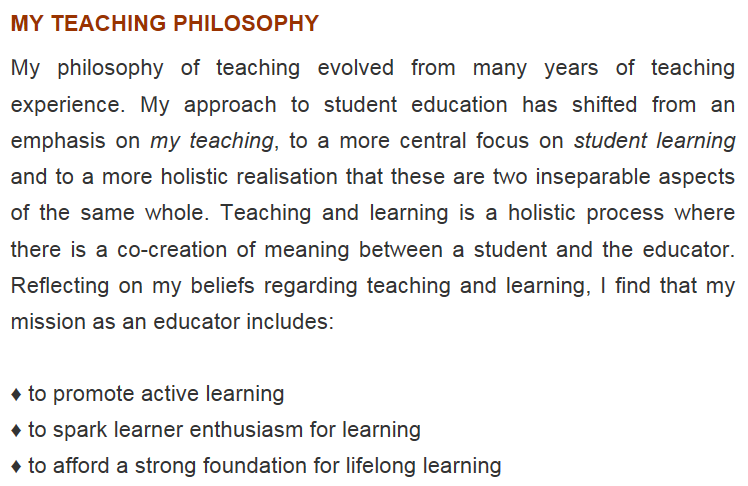 MY TEACHING PHILOSOPHY
My philosophy of teaching evolved from many years of teaching
experience. My approach to student education has shifted from an
emphasis on my teaching, to a more central focus on student learning
and to a more holistic realisation that these are two inseparable aspects
of the same whole. Teaching and learning is a holistic process where
there is a co-creation of meaning between a student and the educator.
Reflecting on my beliefs regarding teaching and learning, I find that my
mission as an educator includes:
♦ to promote active learning
♦ to spark learner enthusiasm for learning
♦ to afford a strong foundation for lifelong learning